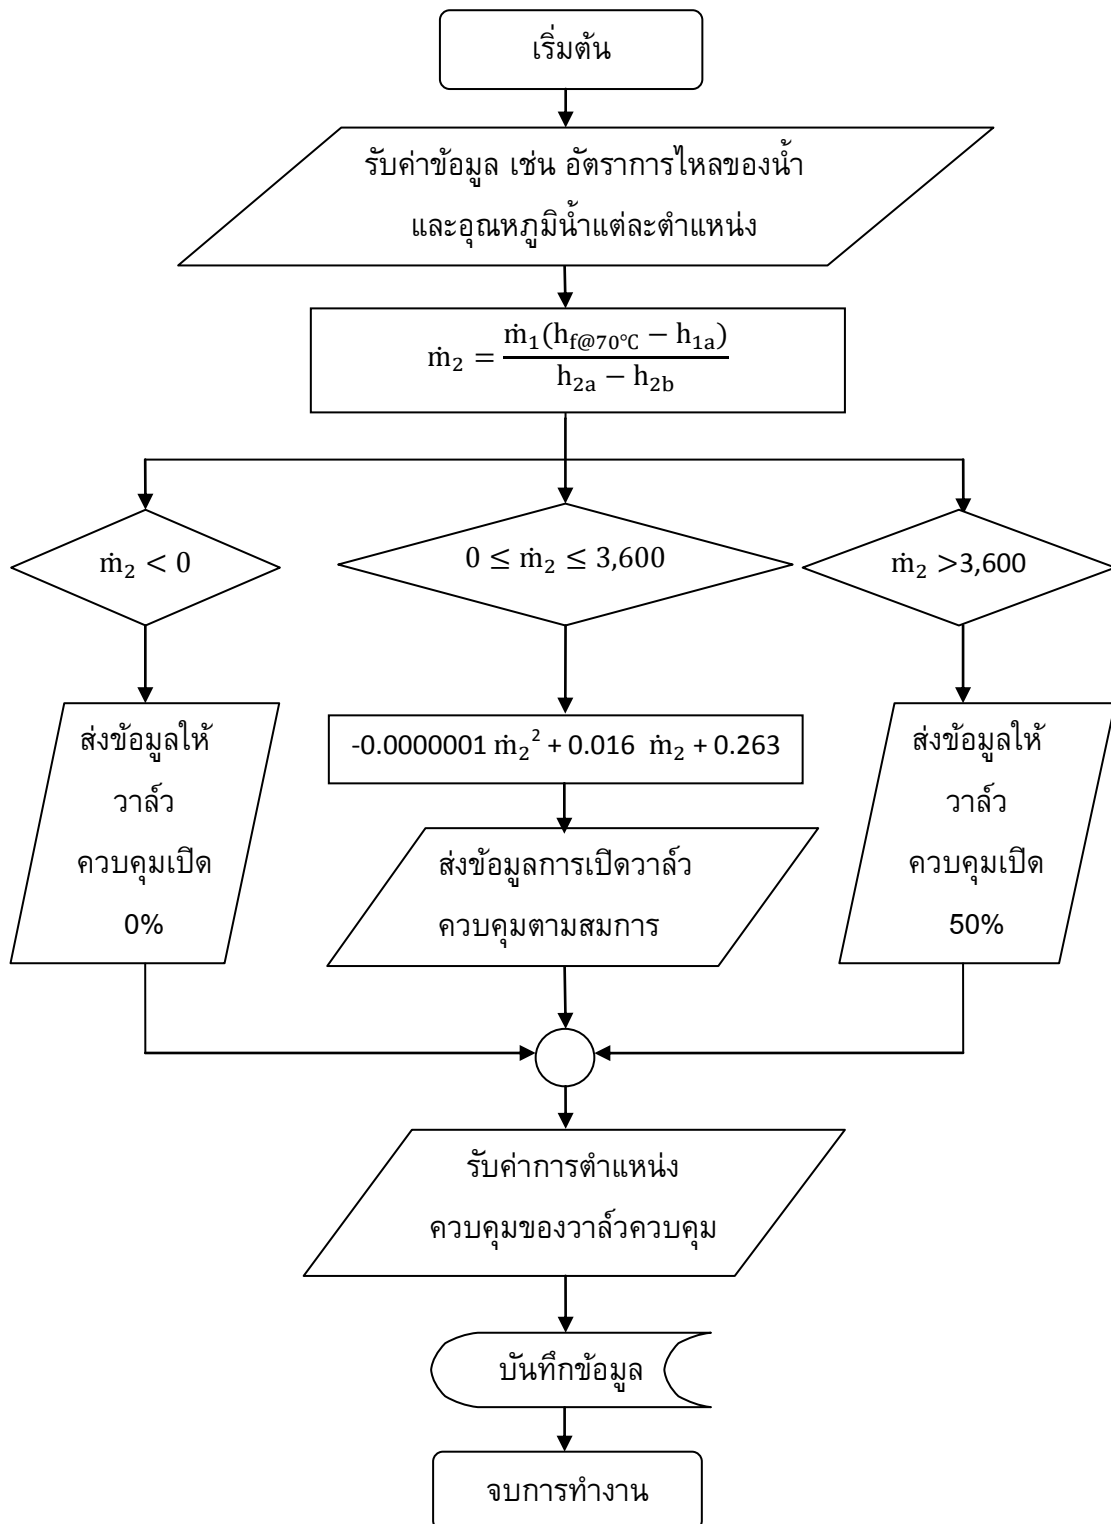 เริ่มต้น
รับค่าข้อมูล เช่น อัตราการไหลของน้ำ
และอุณหภูมิน้ำแต่ละตำแหน่ง
ṁ₂ = ṁ₁(h_f@70℃ − h₁ₐ) / h₂ₐ − h₂b
ṁ₂ < 0
0 ≤ ṁ₂ ≤ 3,600
ṁ₂ >3,600
ส่งข้อมูลให้
วาล์ว
ควบคุมเปิด
0%
-0.0000001 ṁ₂² + 0.016 ṁ₂ + 0.263
ส่งข้อมูลการเปิดวาล์ว
ควบคุมตามสมการ
ส่งข้อมูลให้
วาล์ว
ควบคุมเปิด
50%
รับค่าการตำแหน่ง
ควบคุมของวาล์วควบคุม
บันทึกข้อมูล
จบการทำงาน